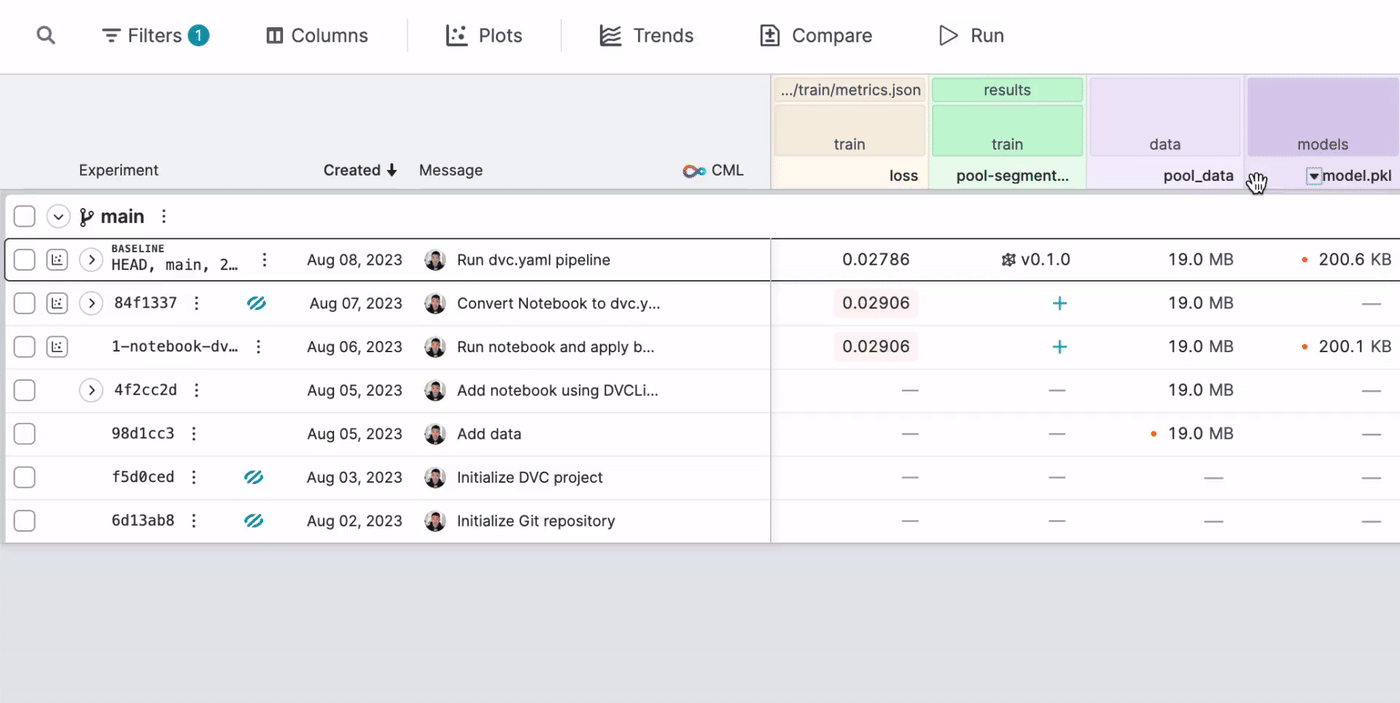 Filters 1 Columns Plots Trends Compare Run
.../train/metrics.json results
train train data models
Experiment Created Message CML loss pool-segment... pool_data model.pkl
main
BASELINE
HEAD, main, 2… Aug 08, 2023 Run dvc.yaml pipeline 0.02786 v0.1.0 19.0 MB 200.6 KB
84f1337 Aug 07, 2023 Convert Notebook to dvc.y... 0.02906 + 19.0 MB —
1-notebook-dv… Aug 06, 2023 Run notebook and apply b... 0.02906 + 19.0 MB 200.1 KB
4f2cc2d Aug 05, 2023 Add notebook using DVCLi... — — 19.0 MB —
98d1cc3 Aug 05, 2023 Add data — — 19.0 MB —
f5d0ced Aug 03, 2023 Initialize DVC project — — — —
6d13ab8 Aug 02, 2023 Initialize Git repository — — — —